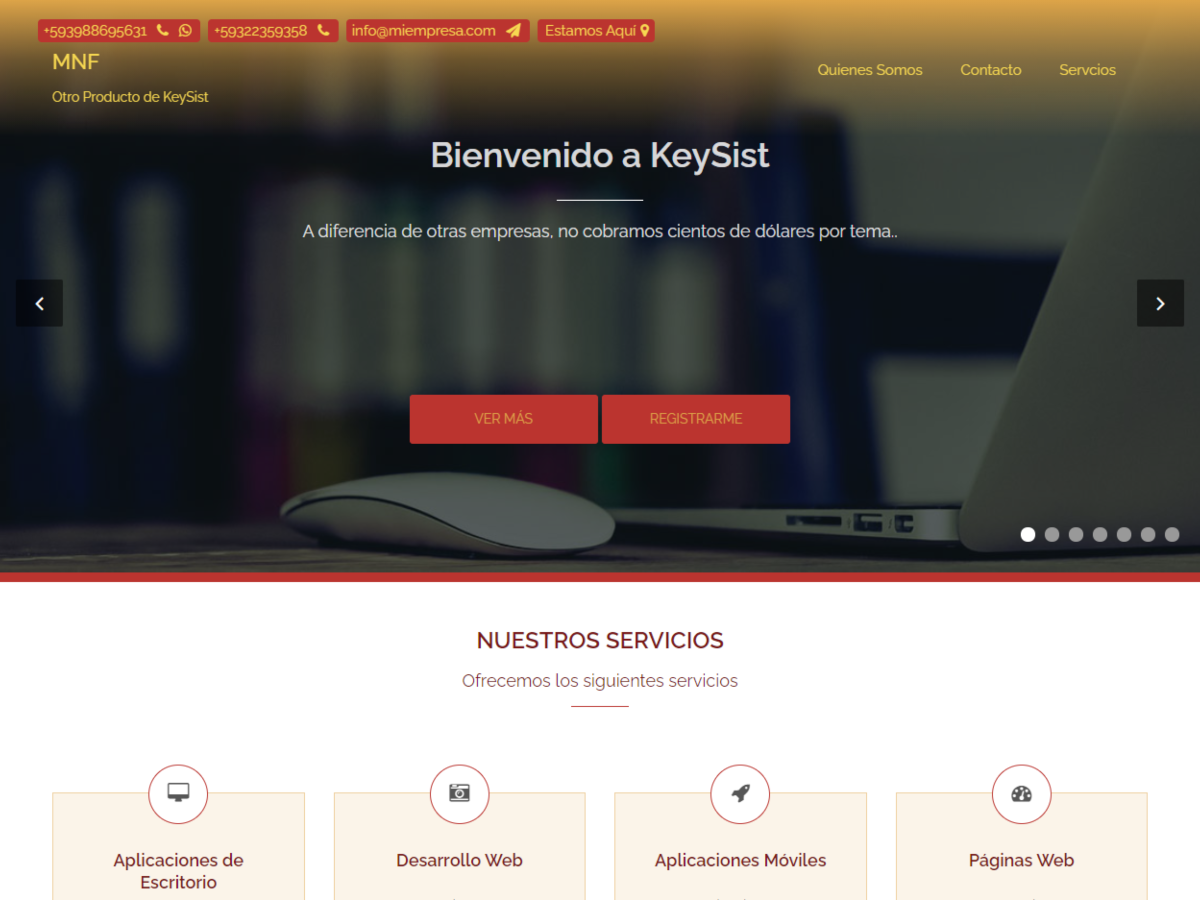 +593988695631
+59322359358
info@miempresa.com
Estamos Aquí
MNF
Otro Producto de KeySist
Quienes Somos
Contacto
Servcios
Bienvenido a KeySist
A diferencia de otras empresas, no cobramos cientos de dólares por tema..
VER MÁS
REGISTRARME
NUESTROS SERVICIOS
Ofrecemos los siguientes servicios
Aplicaciones de
Escritorio
Desarrollo Web
Aplicaciones Móviles
Páginas Web